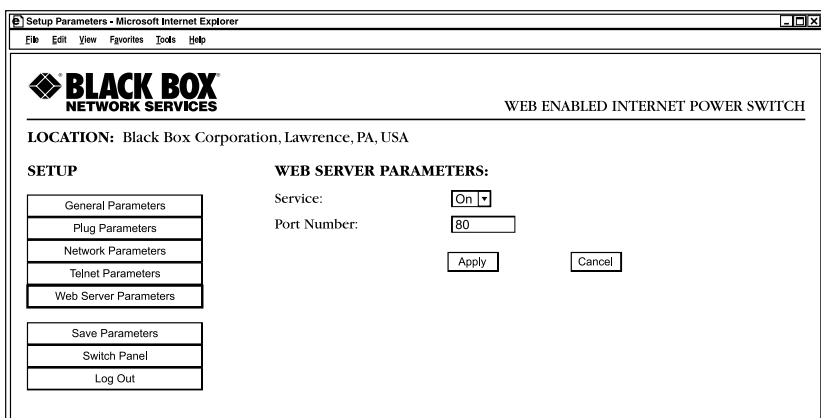 Setup Parameters - Microsoft Internet Explorer
File Edit View Favorites Tools Help
BLACK BOX®
NETWORK SERVICES
WEB ENABLED INTERNET POWER SWITCH
LOCATION: Black Box Corporation, Lawrence, PA, USA
SETUP
General Parameters
Plug Parameters
Network Parameters
Telnet Parameters
Web Server Parameters
Save Parameters
Switch Panel
Log Out
WEB SERVER PARAMETERS:
Service: On
Port Number: 80
Apply Cancel